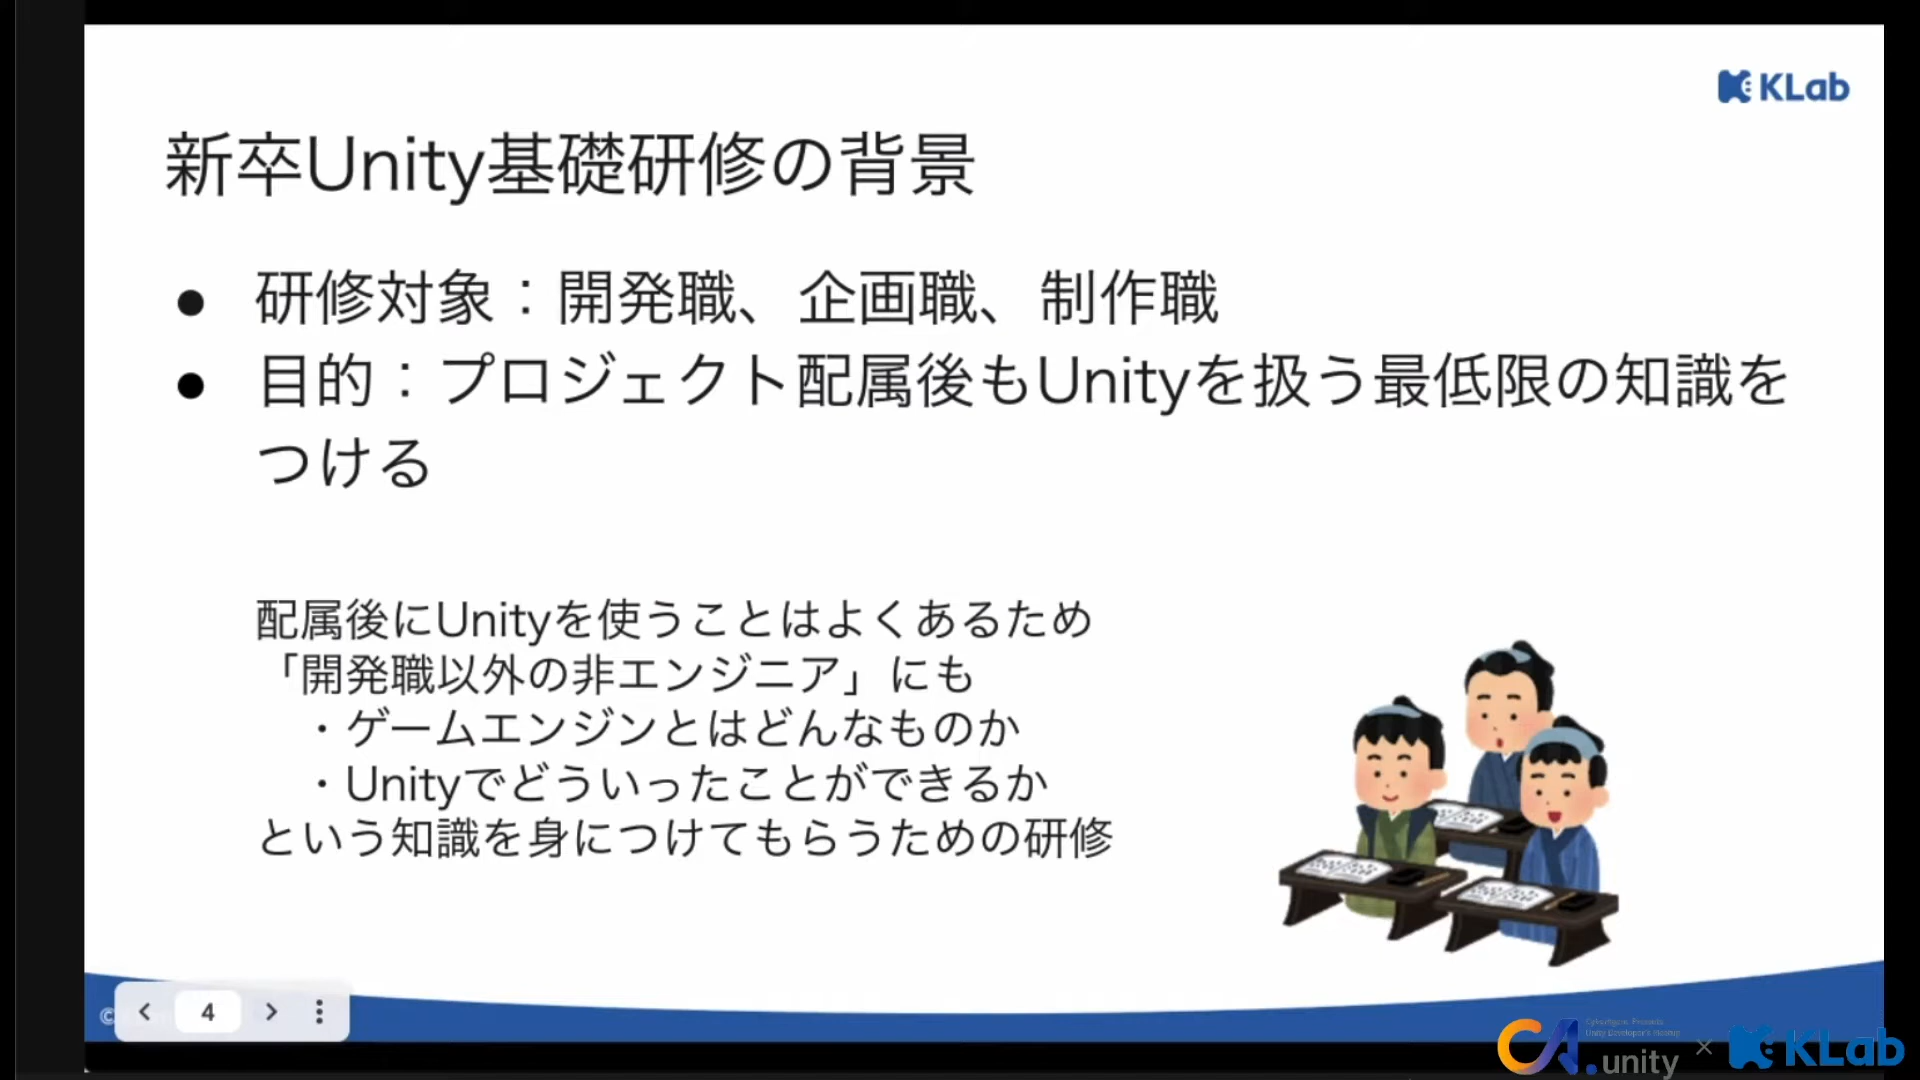 KLab
新卒Unity基礎研修の背景
● 研修対象：開発職、企画職、制作職
● 目的：プロジェクト配属後もUnityを扱う最低限の知識を
つける
配属後にUnityを使うことはよくあるため
「開発職以外の非エンジニア」にも
・ゲームエンジンとはどんなものか
・Unityでどういったことができるか
という知識を身につけてもらうための研修
©
4
CyberAgent Presents
Unity Developer's Meetup
CA.unity × KLab